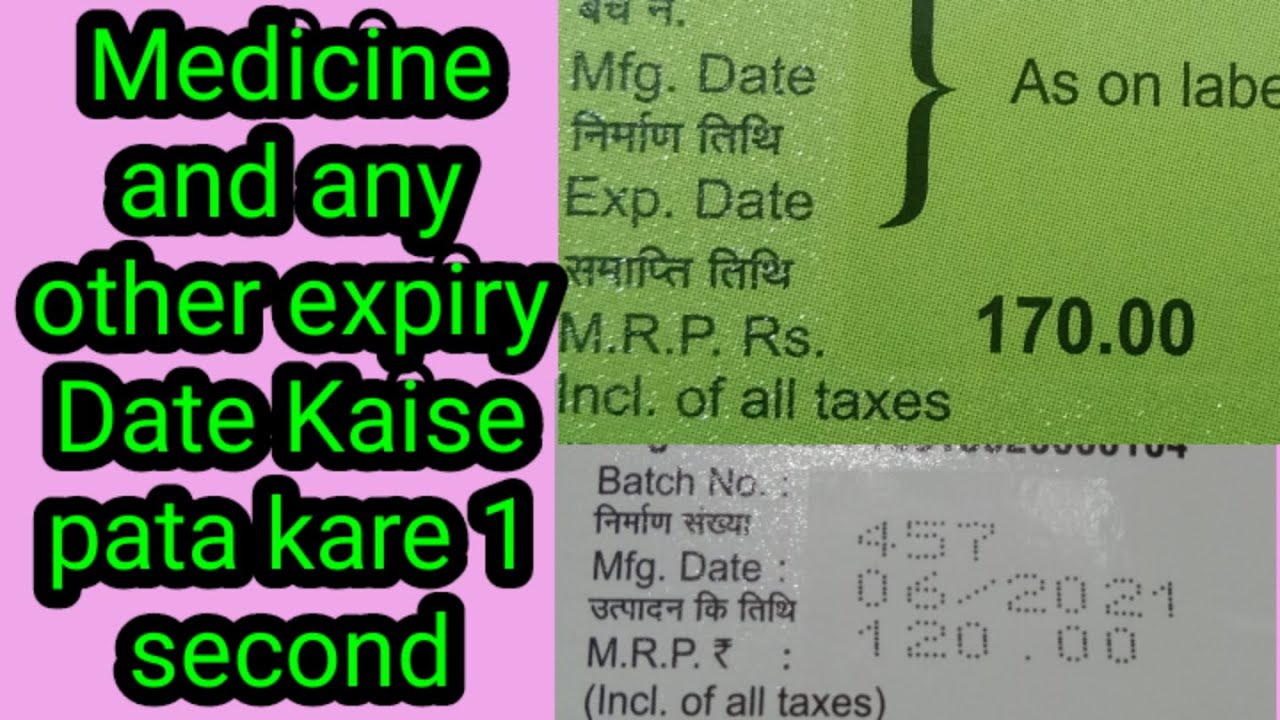 Medicine
and any
other expiry
Date Kaise
pata kare 1
second
बैच नं.
Mfg. Date
निर्माण तिथि
Exp. Date
समाप्ति तिथि
As on labe
M.R.P. Rs. 170.00
Incl. of all taxes
Batch No. : 457
निर्माण संख्या
Mfg. Date : 06/2021
उत्पादन कि तिथि
M.R.P. ₹ : 120.00
(Incl. of all taxes)